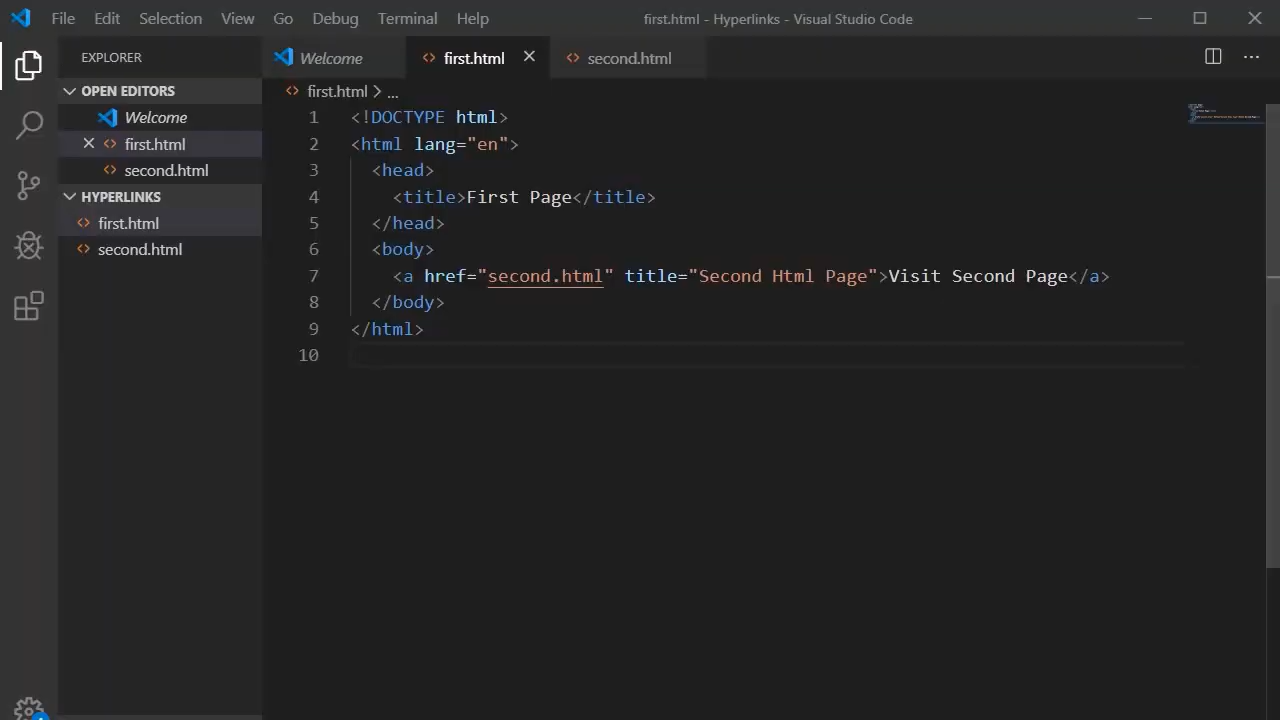 File Edit Selection View Go Debug Terminal Help first.html - Hyperlinks - Visual Studio Code
EXPLORER
OPEN EDITORS
Welcome
first.html
second.html
HYPERLINKS
first.html
second.html
Welcome first.html second.html
first.html > ...
1 <!DOCTYPE html>
2 <html lang="en">
3 <head>
4 <title>First Page</title>
5 </head>
6 <body>
7 <a href="second.html" title="Second Html Page">Visit Second Page</a>
8 </body>
9 </html>
10